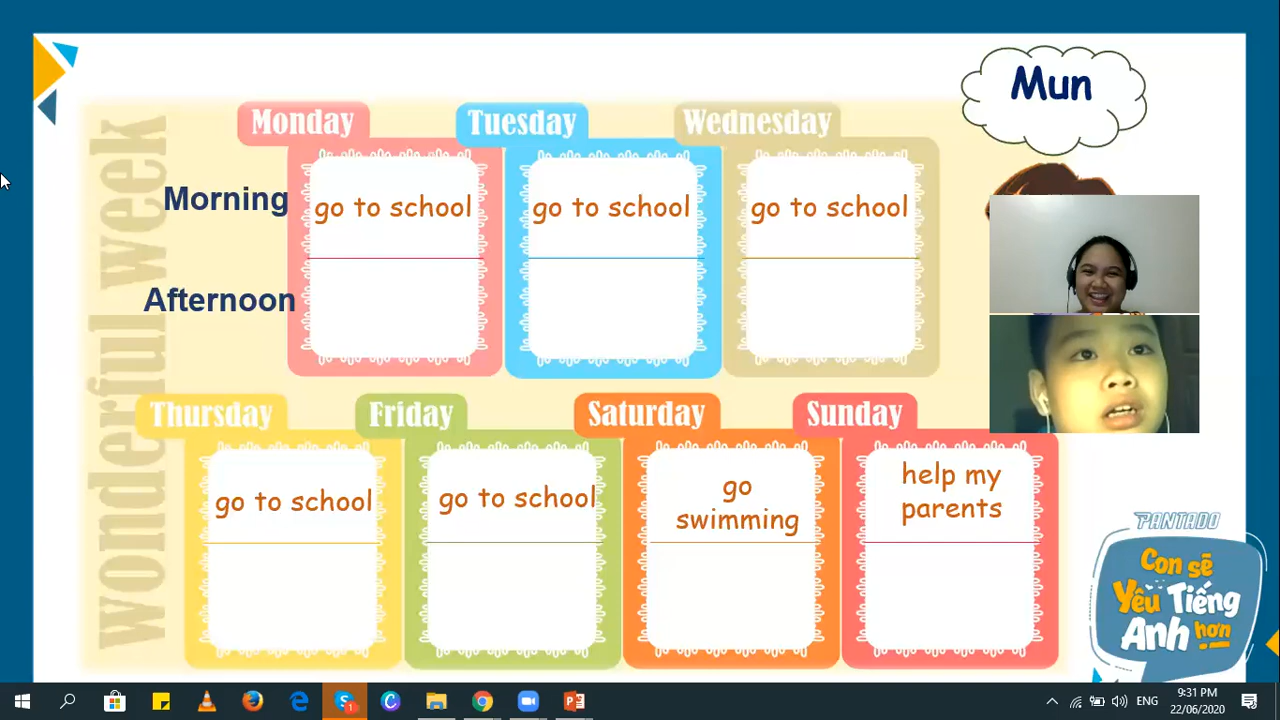 Mun
Monday
Tuesday
Wednesday
wonderful week
Morning
go to school
go to school
go to school
Afternoon
Thursday
Friday
Saturday
Sunday
go to school
go to school
go
swimming
help my
parents
PANTADO
Con sẽ
Yêu Tiếng
Anh hơn
1
ENG
9:31 PM
22/06/2020